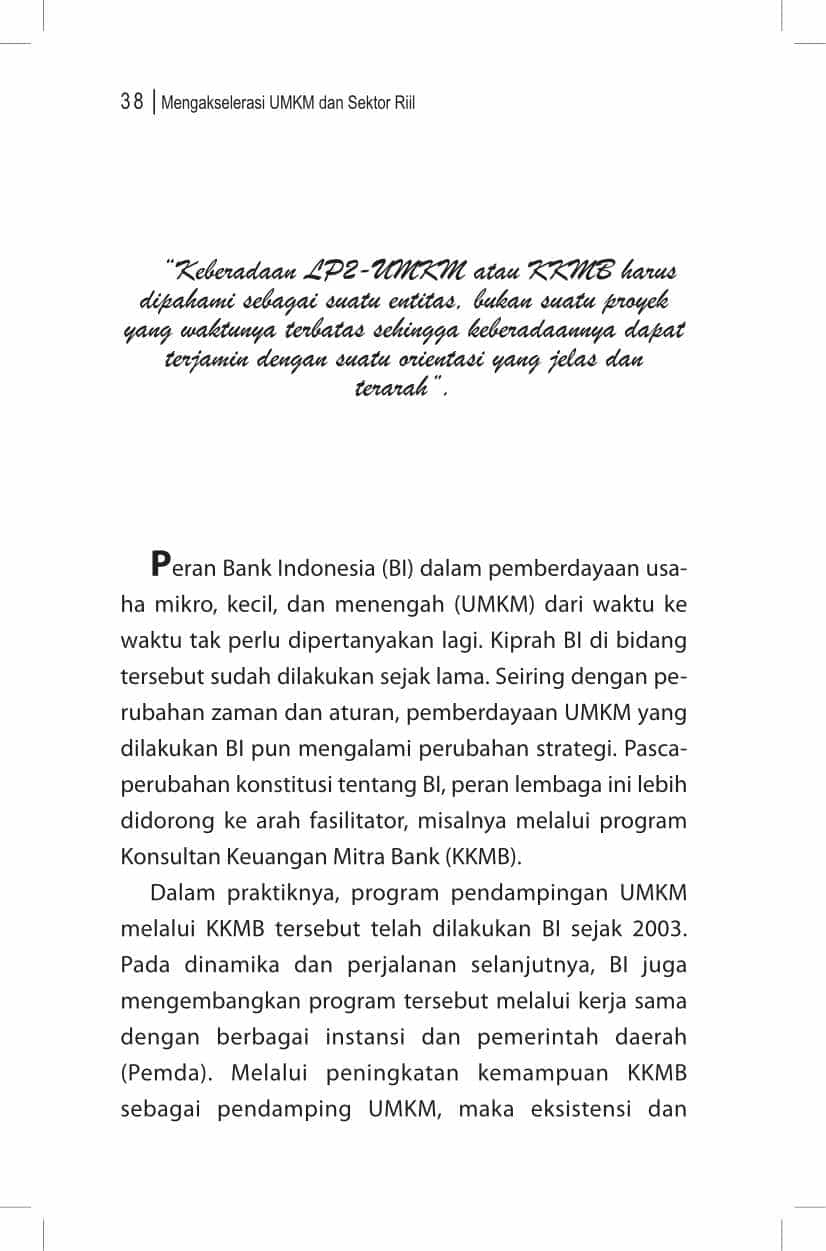 38 | Mengakselerasi UMKM dan Sektor Riil
"Keberadaan LP2-UMKM atau KKMB harus
dipahami sebagai suatu entitas, bukan suatu proyek
yang waktunya terbatas sehingga keberadaannya dapat
terjamin dengan suatu orientasi yang jelas dan
terarah".
Peran Bank Indonesia (BI) dalam pemberdayaan usa-
ha mikro, kecil, dan menengah (UMKM) dari waktu ke
waktu tak perlu dipertanyakan lagi. Kiprah BI di bidang
tersebut sudah dilakukan sejak lama. Seiring dengan pe-
rubahan zaman dan aturan, pemberdayaan UMKM yang
dilakukan BI pun mengalami perubahan strategi. Pasca-
perubahan konstitusi tentang BI, peran lembaga ini lebih
didorong ke arah fasilitator, misalnya melalui program
Konsultan Keuangan Mitra Bank (KKMB).
Dalam praktiknya, program pendampingan UMKM
melalui KKMB tersebut telah dilakukan BI sejak 2003.
Pada dinamika dan perjalanan selanjutnya, BI juga
mengembangkan program tersebut melalui kerja sama
dengan berbagai instansi dan pemerintah daerah
(Pemda). Melalui peningkatan kemampuan KKMB
sebagai pendamping UMKM, maka eksistensi dan